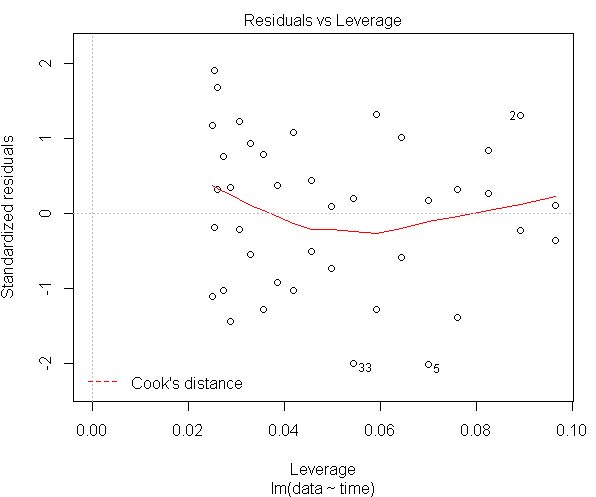 Residuals vs Leverage
Standardized residuals
2
1
0
-1
-2
2
33
5
Cook's distance
0.00 0.02 0.04 0.06 0.08 0.10
Leverage
lm(data ~ time)